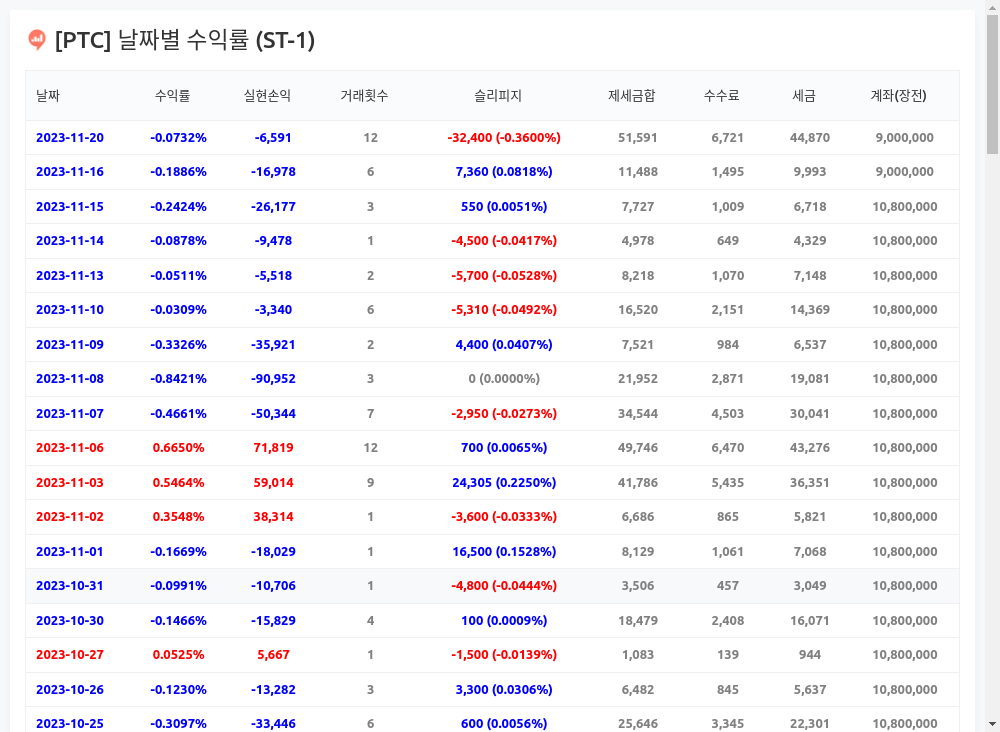 [PTC] 날짜별 수익률 (ST-1)
날짜 수익률 실현손익 거래횟수 슬리피지 제세금합 수수료 세금 계좌(장전)
2023-11-20 -0.0732% -6,591 12 -32,400 (-0.3600%) 51,591 6,721 44,870 9,000,000
2023-11-16 -0.1886% -16,978 6 7,360 (0.0818%) 11,488 1,495 9,993 9,000,000
2023-11-15 -0.2424% -26,177 3 550 (0.0051%) 7,727 1,009 6,718 10,800,000
2023-11-14 -0.0878% -9,478 1 -4,500 (-0.0417%) 4,978 649 4,329 10,800,000
2023-11-13 -0.0511% -5,518 2 -5,700 (-0.0528%) 8,218 1,070 7,148 10,800,000
2023-11-10 -0.0309% -3,340 6 -5,310 (-0.0492%) 16,520 2,151 14,369 10,800,000
2023-11-09 -0.3326% -35,921 2 4,400 (0.0407%) 7,521 984 6,537 10,800,000
2023-11-08 -0.8421% -90,952 3 0 (0.0000%) 21,952 2,871 19,081 10,800,000
2023-11-07 -0.4661% -50,344 7 -2,950 (-0.0273%) 34,544 4,503 30,041 10,800,000
2023-11-06 0.6650% 71,819 12 700 (0.0065%) 49,746 6,470 43,276 10,800,000
2023-11-03 0.5464% 59,014 9 24,305 (0.2250%) 41,786 5,435 36,351 10,800,000
2023-11-02 0.3548% 38,314 1 -3,600 (-0.0333%) 6,686 865 5,821 10,800,000
2023-11-01 -0.1669% -18,029 1 16,500 (0.1528%) 8,129 1,061 7,068 10,800,000
2023-10-31 -0.0991% -10,706 1 -4,800 (-0.0444%) 3,506 457 3,049 10,800,000
2023-10-30 -0.1466% -15,829 4 100 (0.0009%) 18,479 2,408 16,071 10,800,000
2023-10-27 0.0525% 5,667 1 -1,500 (-0.0139%) 1,083 139 944 10,800,000
2023-10-26 -0.1230% -13,282 3 3,300 (0.0306%) 6,482 845 5,637 10,800,000
2023-10-25 -0.3097% -33,446 6 600 (0.0056%) 25,646 3,345 22,301 10,800,000